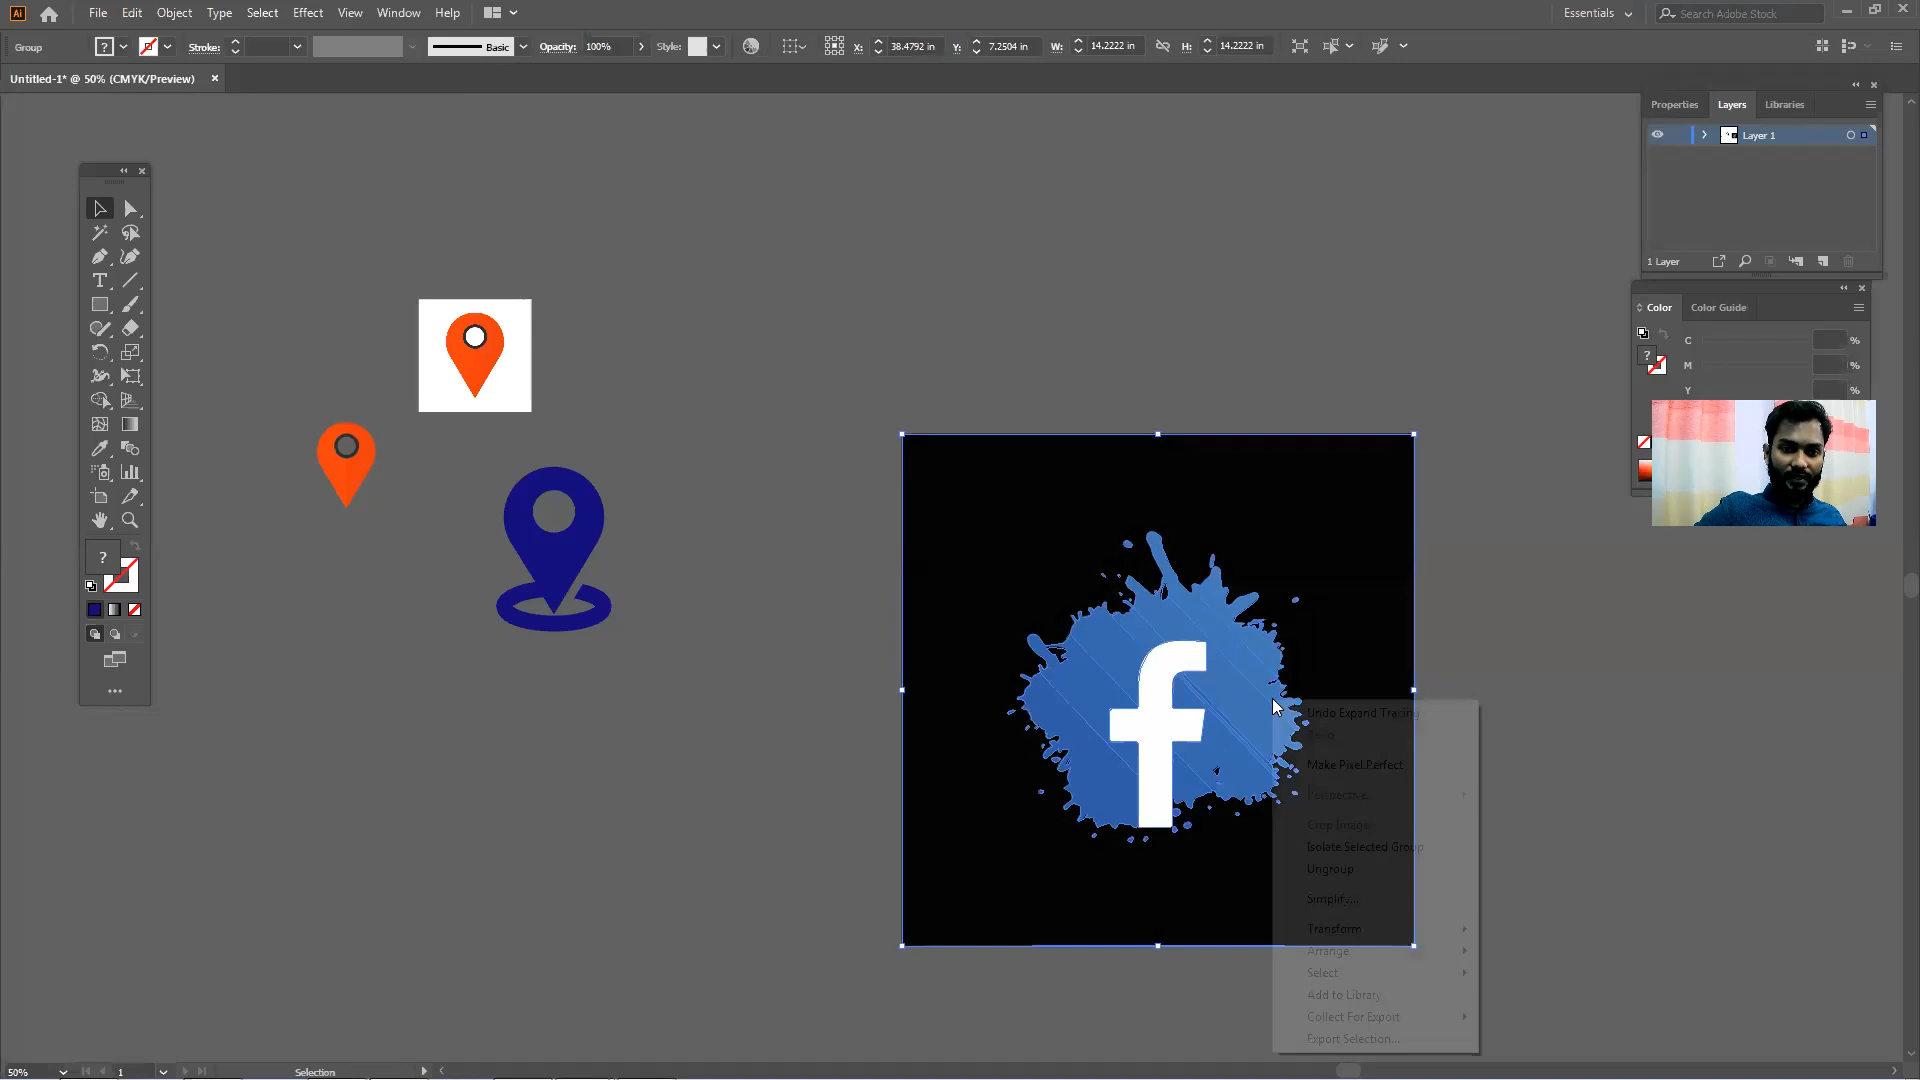 Ai File Edit Object Type Select Effect View Window Help Essentials Search Adobe Stock
Group ? Stroke: Basic Opacity: 100% Style: X: 38.4792 in Y: 7.2504 in W: 14.2222 in H: 14.2222 in
Untitled-1* @ 50% (CMYK/Preview)
Properties Layers Libraries
Layer 1
1 Layer
Color Color Guide
C %
? M %
Y %
T
?
f
Undo Expand Tracing
Redo
Make Pixel Perfect
Perspective
Crop Image
Isolate Selected Group
Ungroup
Simplify...
Transform
Arrange
Select
Add to Library
Collect For Export
Export Selection...
50% 1 Selection